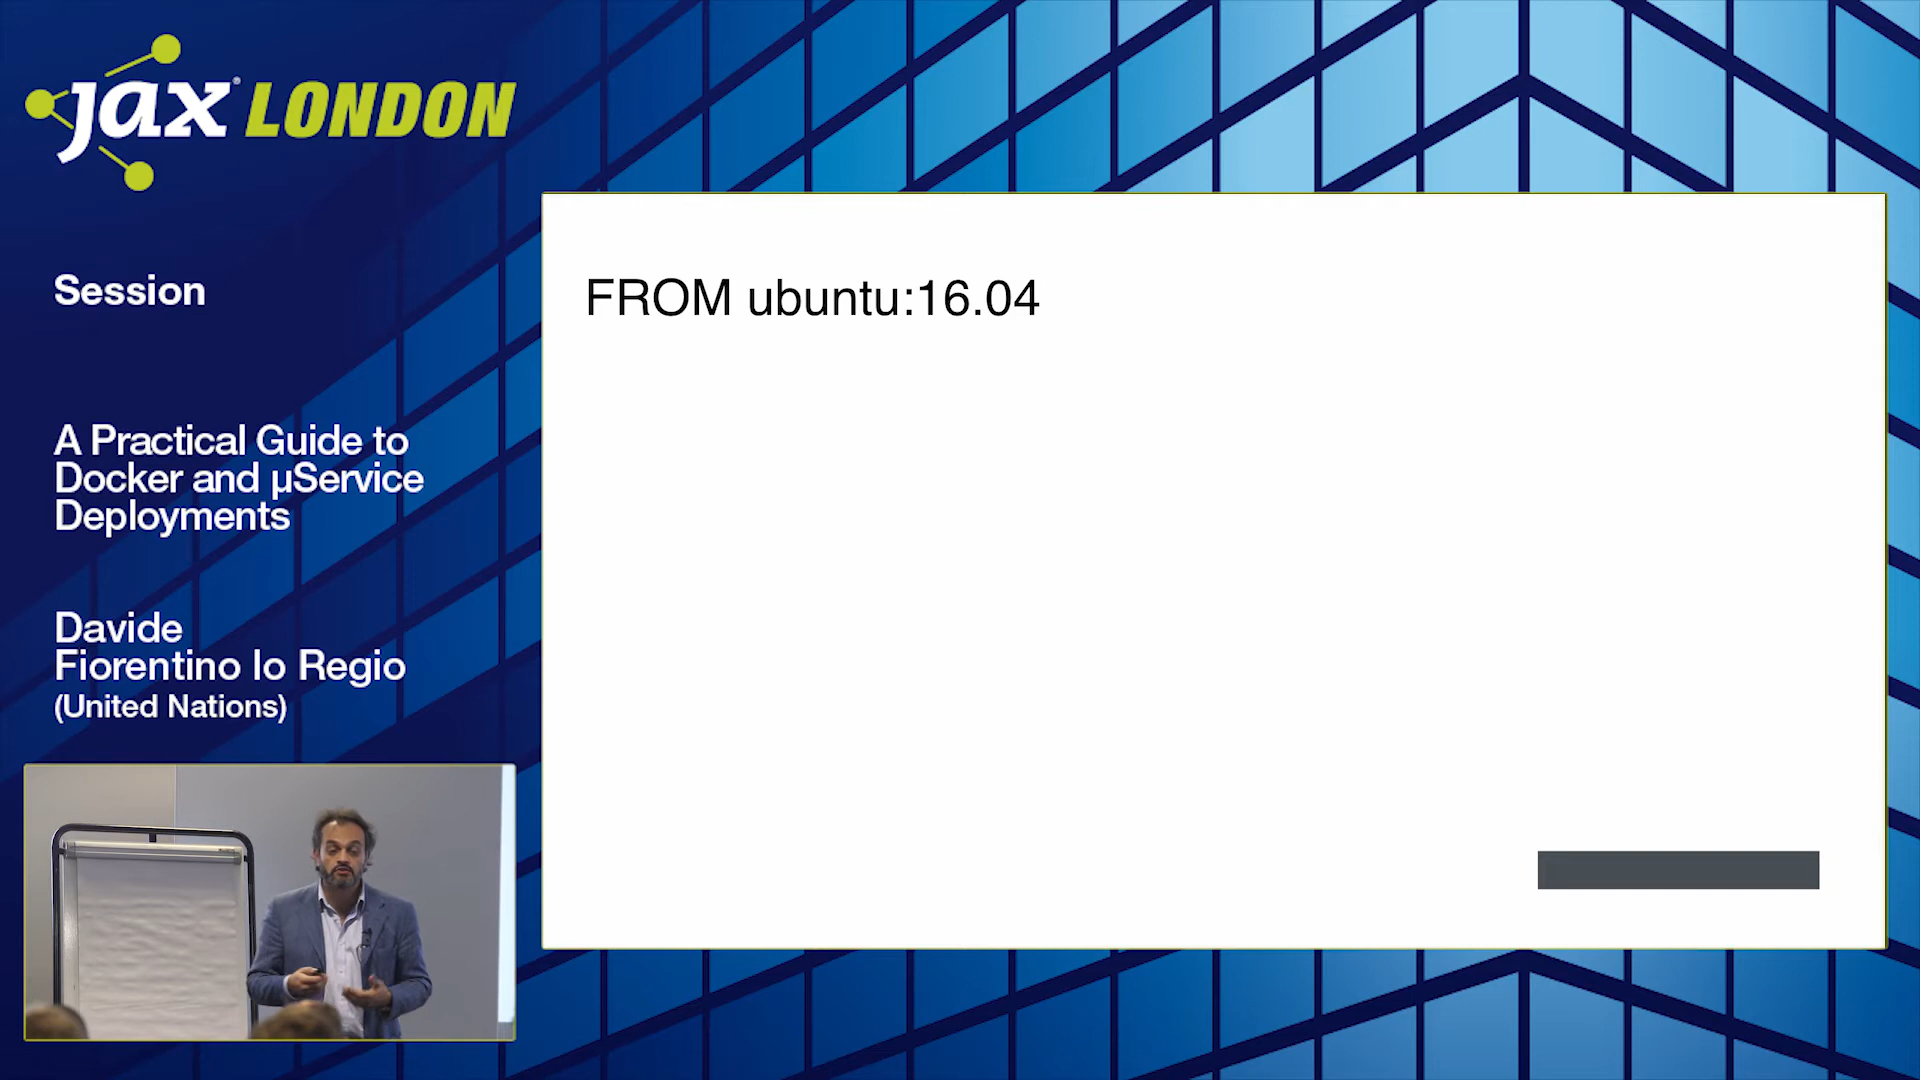 jax® LONDON
Session
A Practical Guide to
Docker and µService
Deployments
Davide
Fiorentino lo Regio
(United Nations)
FROM ubuntu:16.04